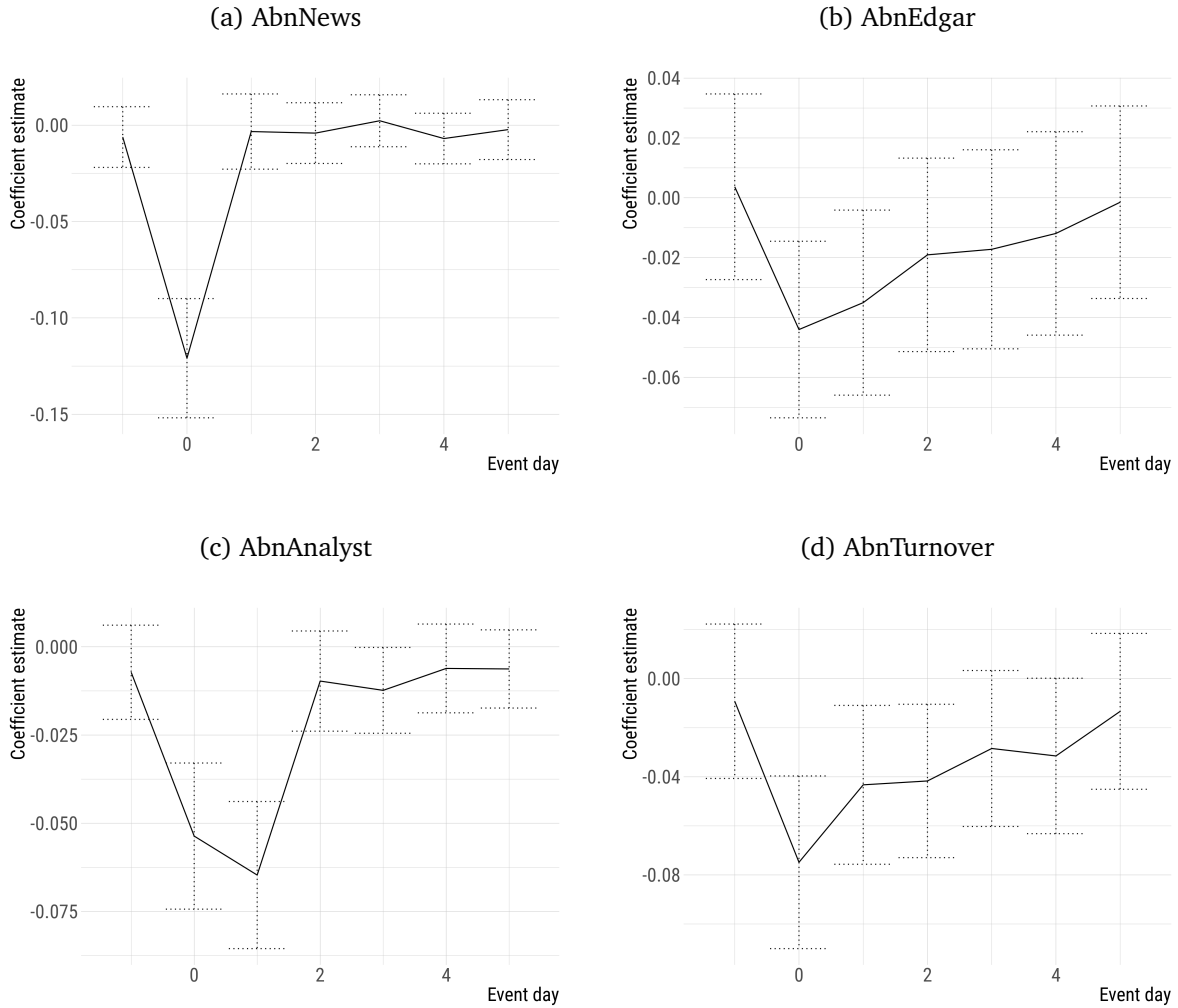 (a) AbnNews
Coefficient estimate
0.00
-0.05
-0.10
-0.15
0 2 4
Event day
(b) AbnEdgar
Coefficient estimate
0.04
0.02
0.00
-0.02
-0.04
-0.06
0 2 4
Event day
(c) AbnAnalyst
Coefficient estimate
0.000
-0.025
-0.050
-0.075
0 2 4
Event day
(d) AbnTurnover
Coefficient estimate
0.00
-0.04
-0.08
0 2 4
Event day